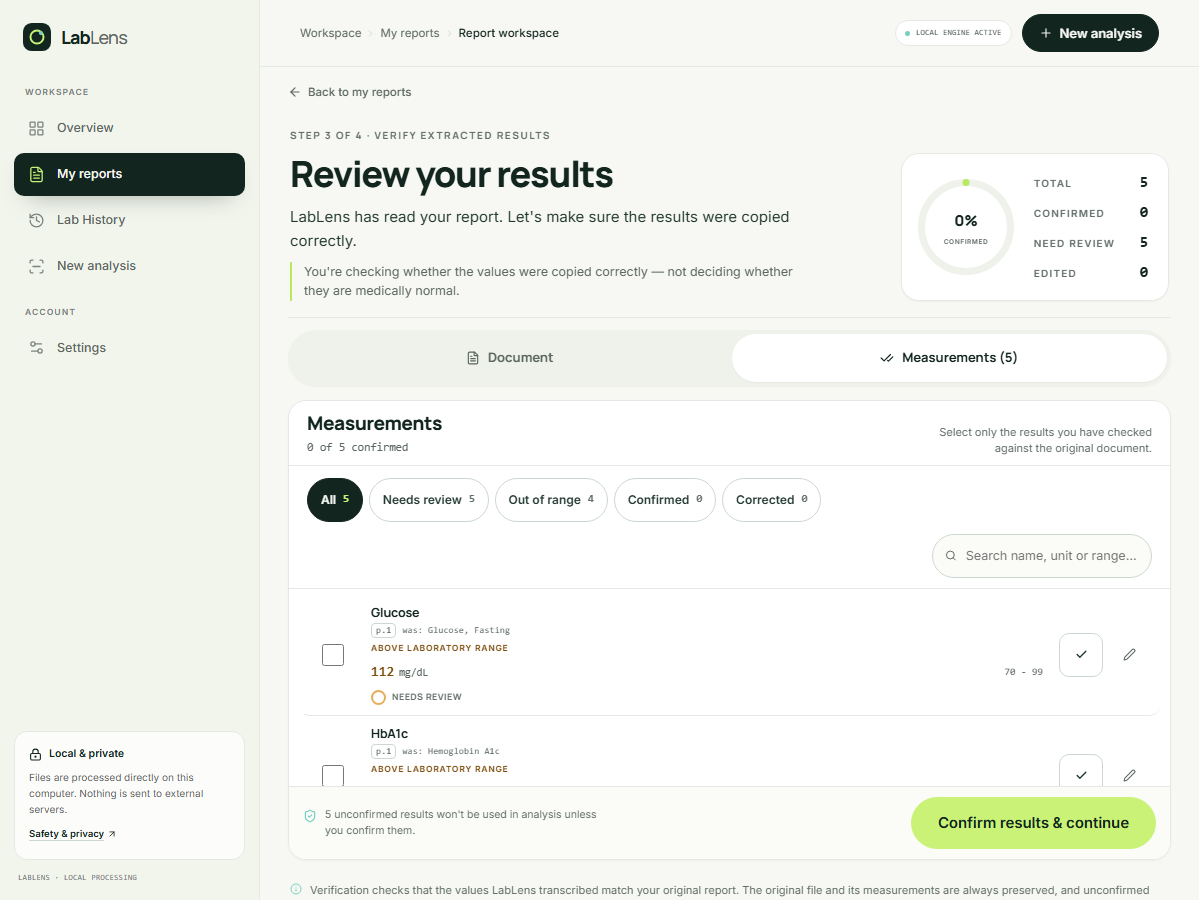 LabLens
WORKSPACE
Overview
My reports
Lab History
New analysis
ACCOUNT
Settings
Local & private
Files are processed directly on this
computer. Nothing is sent to external
servers.
Safety & privacy
LABLENS · LOCAL PROCESSING
Workspace
My reports
Report workspace
LOCAL ENGINE ACTIVE
New analysis
Back to my reports
STEP 3 OF 4 · VERIFY EXTRACTED RESULTS
Review your results
LabLens has read your report. Let's make sure the results were copied
correctly.
You're checking whether the values were copied correctly — not deciding whether
they are medically normal.
0%
CONFIRMED
TOTAL 5
CONFIRMED 0
NEED REVIEW 5
EDITED 0
Document
Measurements (5)
Measurements
0 of 5 confirmed
Select only the results you have checked
against the original document.
All 5
Needs review 5
Out of range 4
Confirmed 0
Corrected 0
Search name, unit or range...
Glucose
p.1 was: Glucose, Fasting
ABOVE LABORATORY RANGE
112 mg/dL
70 - 99
NEEDS REVIEW
HbA1c
p.1 was: Hemoglobin A1c
ABOVE LABORATORY RANGE
5 unconfirmed results won't be used in analysis unless
you confirm them.
Confirm results & continue
Verification checks that the values LabLens transcribed match your original report. The original file and its measurements are always preserved, and unconfirmed